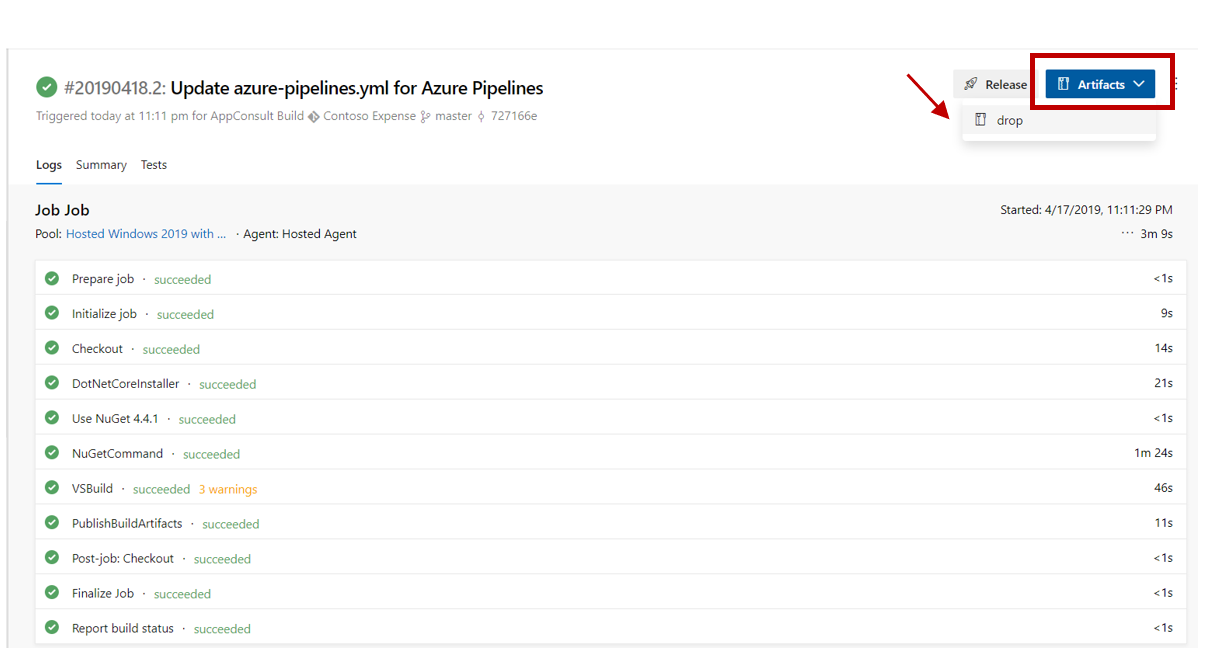 #20190418.2: Update azure-pipelines.yml for Azure Pipelines
Release
Artifacts
Triggered today at 11:11 pm for AppConsult Build Contoso Expense master 727166e
drop
Logs Summary Tests
Job Job
Started: 4/17/2019, 11:11:29 PM
Pool: Hosted Windows 2019 with ... · Agent: Hosted Agent
··· 3m 9s
Prepare job · succeeded <1s
Initialize job · succeeded 9s
Checkout · succeeded 14s
DotNetCoreInstaller · succeeded 21s
Use NuGet 4.4.1 · succeeded <1s
NuGetCommand · succeeded 1m 24s
VSBuild · succeeded 3 warnings 46s
PublishBuildArtifacts · succeeded 11s
Post-job: Checkout · succeeded <1s
Finalize Job · succeeded <1s
Report build status · succeeded <1s